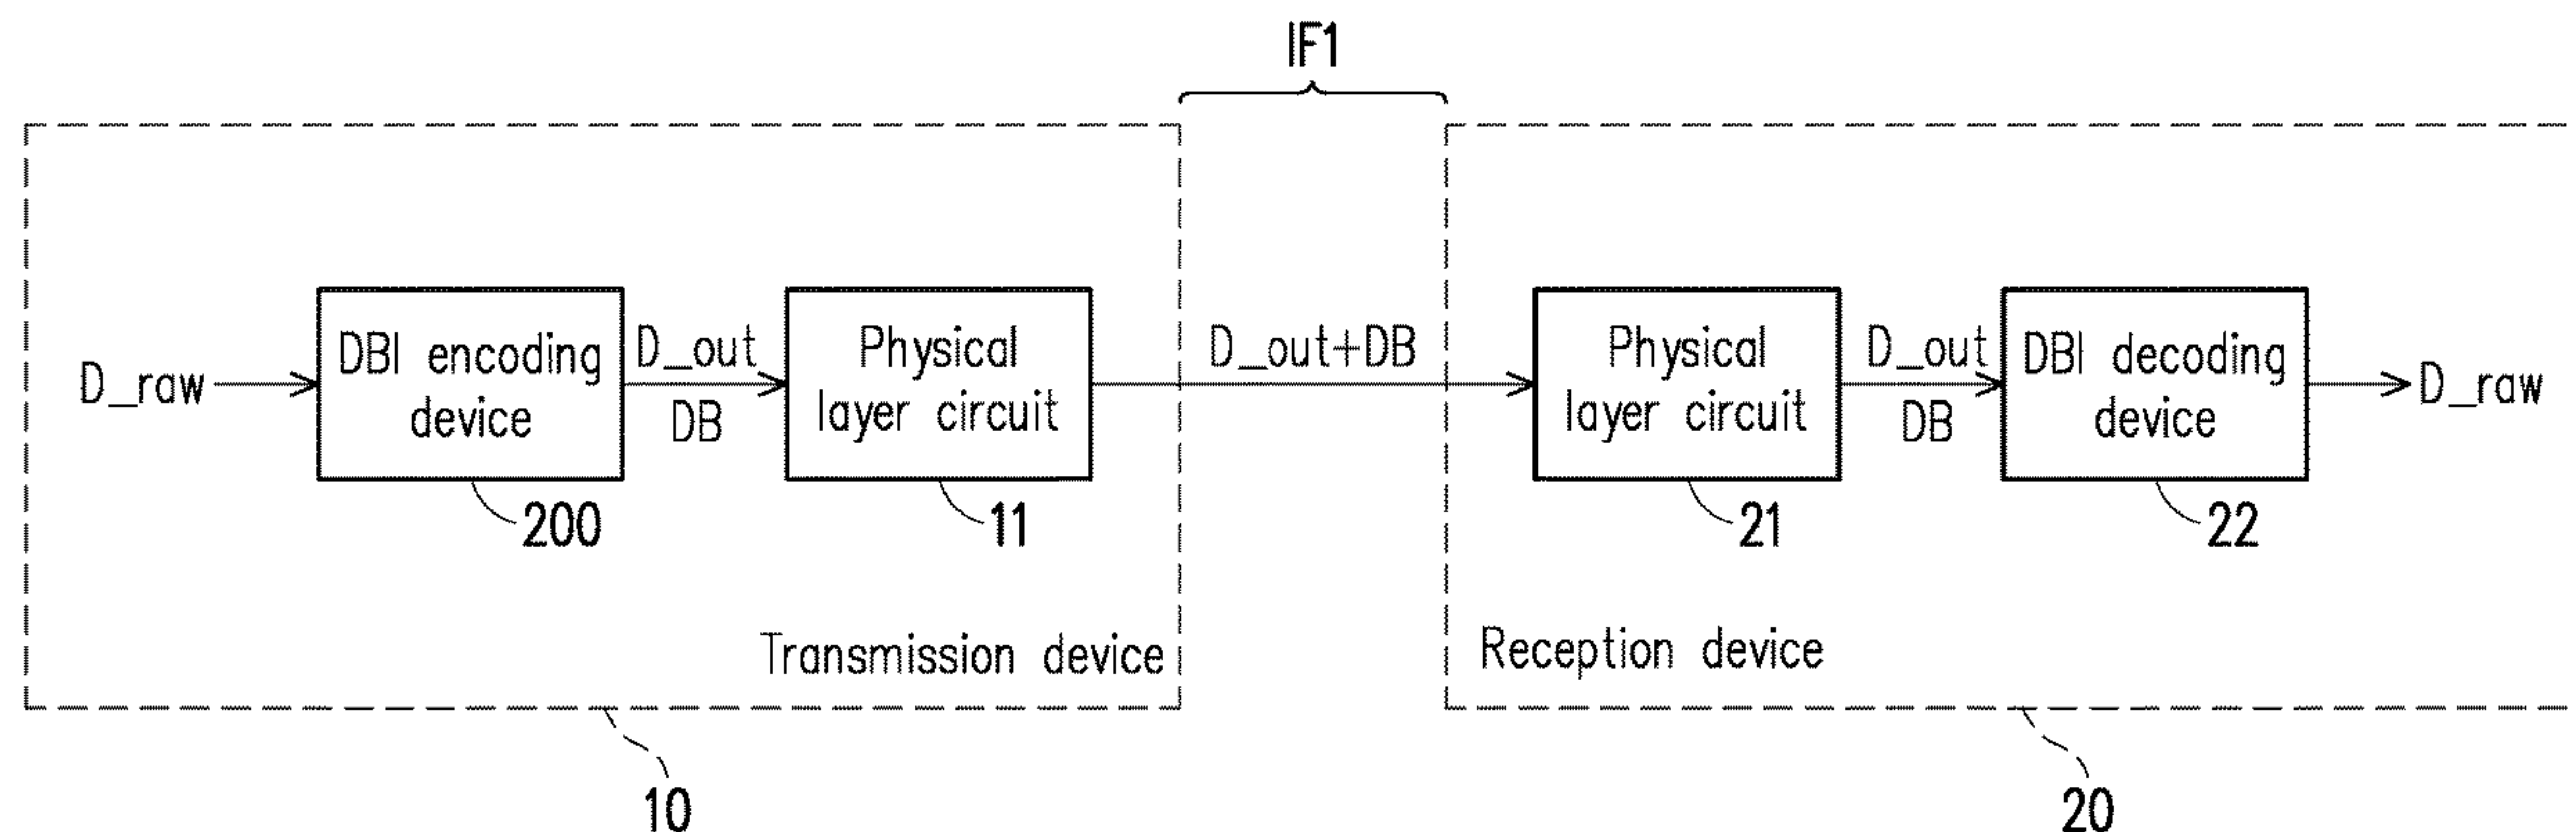 IF1
D_raw
DBI encoding
device
200
D_out
DB
Physical
layer circuit
11
D_out+DB
Physical
layer circuit
21
D_out
DB
DBI decoding
device
22
D_raw
Transmission device
Reception device
10
20